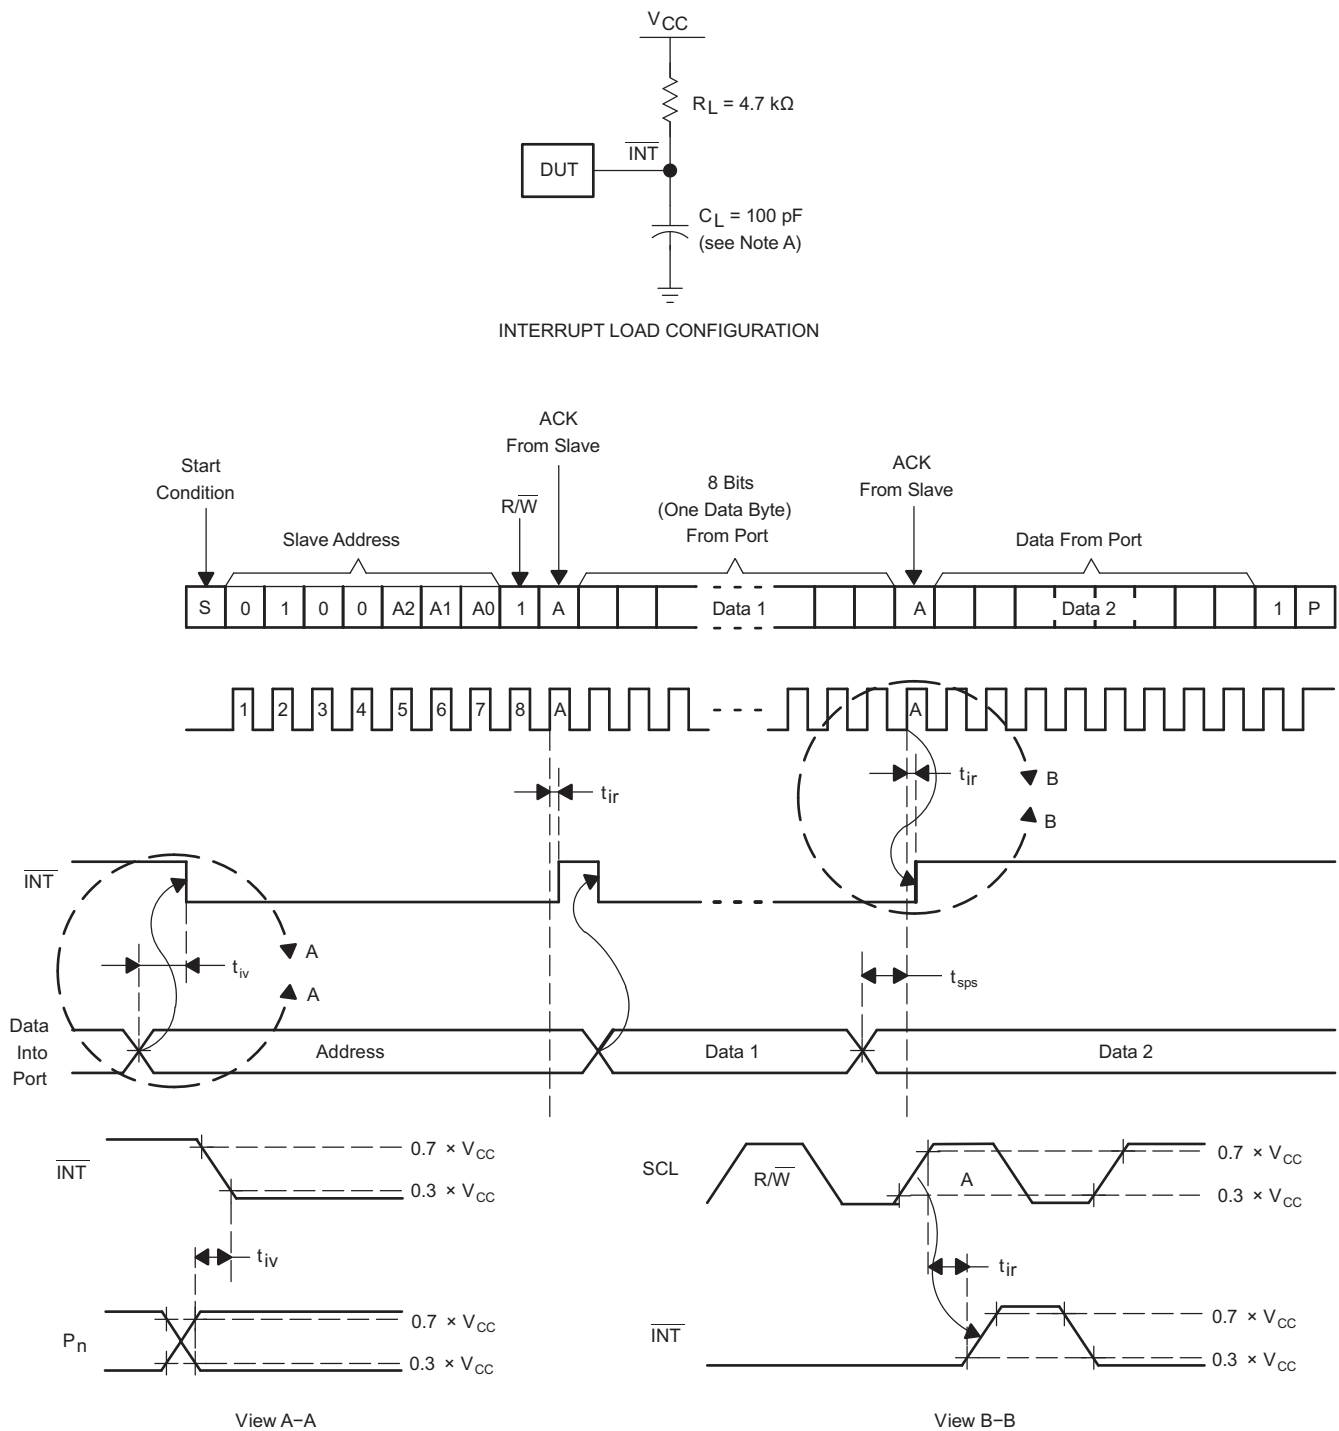 VCC
RL = 4.7 kΩ
INT
DUT
CL = 100 pF
(see Note A)
INTERRUPT LOAD CONFIGURATION
ACK
From Slave
Start
Condition
R/W
8 Bits
(One Data Byte)
From Port
ACK
From Slave
Slave Address
Data From Port
S 0 1 0 0 A2 A1 A0 1 A Data 1 A Data 2 1 P
1 2 3 4 5 6 7 8 A A
tir
tir
B
B
INT
A
tiv
A
tsps
Data
Into
Port
Address
Data 1
Data 2
INT
0.7 × VCC
0.3 × VCC
tiv
Pn
0.7 × VCC
0.3 × VCC
View A–A
SCL
R/W
A
0.7 × VCC
0.3 × VCC
tir
INT
0.7 × VCC
0.3 × VCC
View B–B